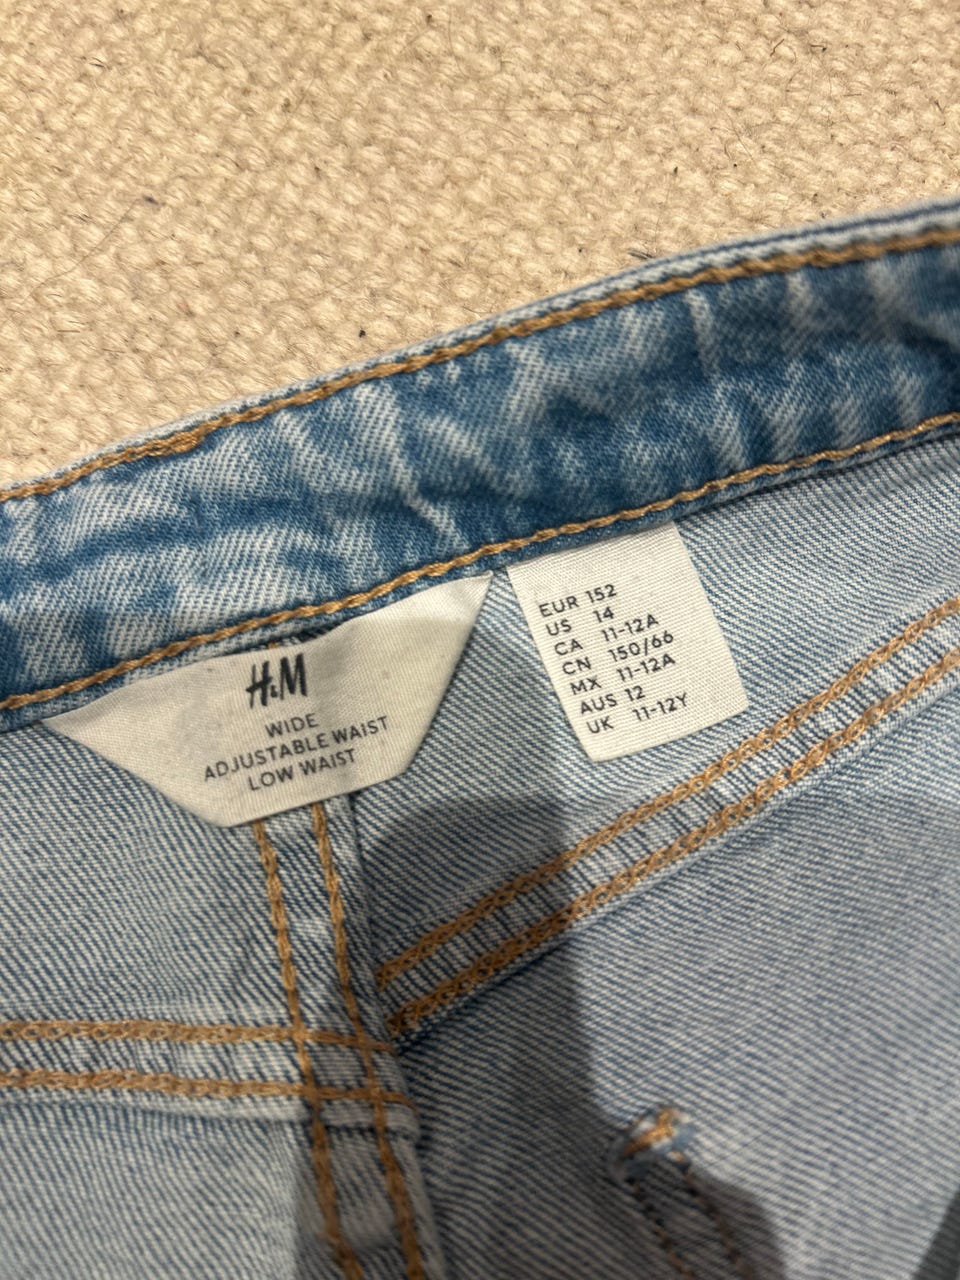 H&M
WIDE
ADJUSTABLE WAIST
LOW WAIST
EUR 152
US 14
CA 11-12A
CN 150/66
MX 11-12A
AUS 12
UK 11-12Y